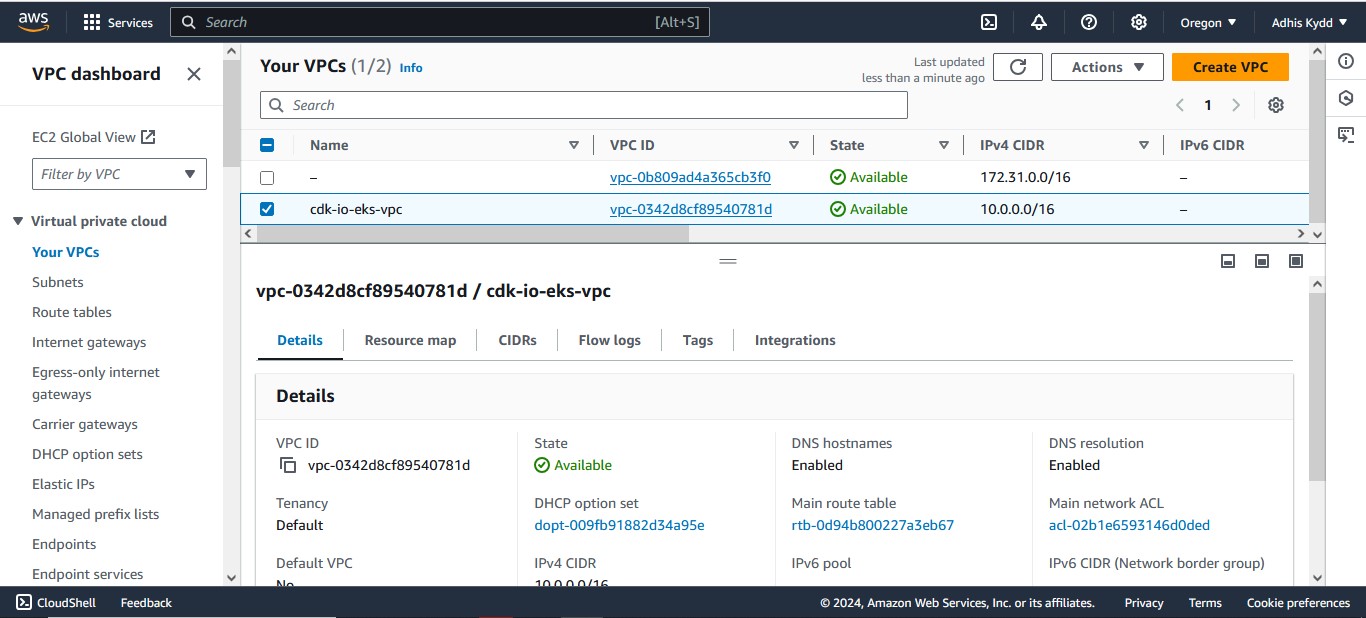 aws
Services
Search [Alt+S]
Oregon
Adhis Kydd
VPC dashboard
EC2 Global View
Filter by VPC
Virtual private cloud
Your VPCs
Subnets
Route tables
Internet gateways
Egress-only internet
gateways
Carrier gateways
DHCP option sets
Elastic IPs
Managed prefix lists
Endpoints
Endpoint services
Your VPCs (1/2) Info
Last updated
less than a minute ago
Actions
Create VPC
Search
1
Name VPC ID State IPv4 CIDR IPv6 CIDR
– vpc-0b809ad4a365cb3f0 Available 172.31.0.0/16 –
cdk-io-eks-vpc vpc-0342d8cf89540781d Available 10.0.0.0/16 –
vpc-0342d8cf89540781d / cdk-io-eks-vpc
Details Resource map CIDRs Flow logs Tags Integrations
Details
VPC ID State DNS hostnames DNS resolution
vpc-0342d8cf89540781d Available Enabled Enabled
Tenancy DHCP option set Main route table Main network ACL
Default dopt-009fb91882d34a95e rtb-0d94b800227a3eb67 acl-02b1e6593146d0ded
Default VPC IPv4 CIDR IPv6 pool IPv6 CIDR (Network border group)
No 10.0.0.0/16
CloudShell Feedback © 2024, Amazon Web Services, Inc. or its affiliates. Privacy Terms Cookie preferences